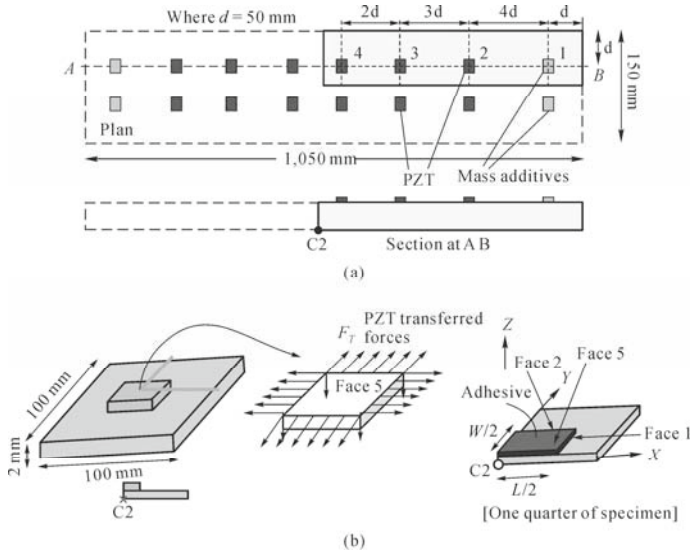 Where d = 50 mm
2d
3d
4d
d
d
A
4
3
2
1
B
150 mm
Plan
1,050 mm
PZT
Mass additives
C2
Section at A B
(a)
100 mm
2 mm
100 mm
C2
F_T
PZT transferred
forces
Face 5
Z
Face 2
Face 5
Y
Adhesive
W/2
Face 1
C2
X
L/2
[One quarter of specimen]
(b)